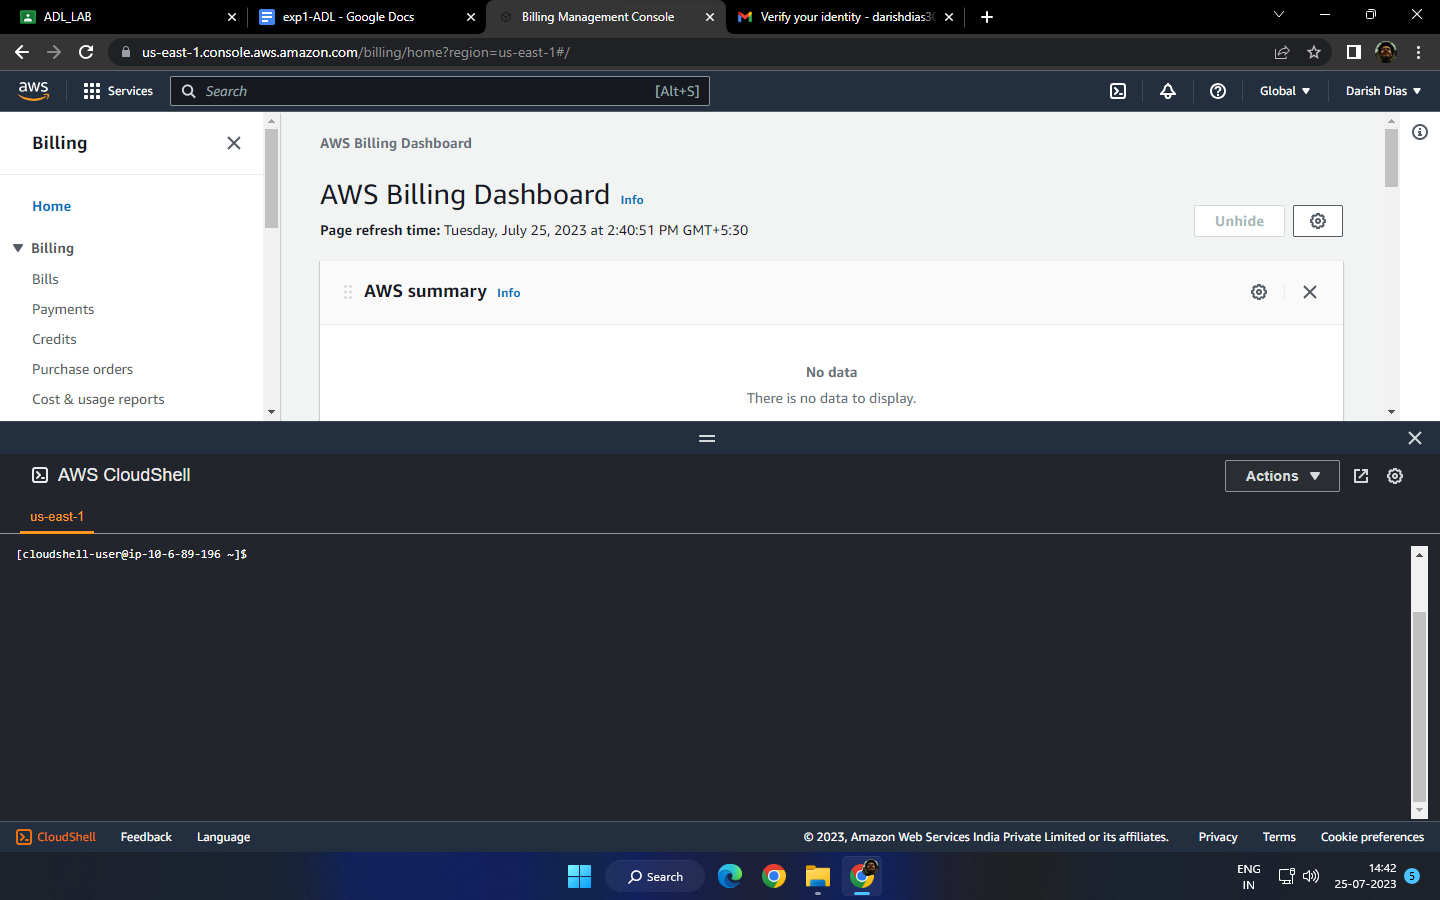 ADL_LAB
exp1-ADL - Google Docs
Billing Management Console
Verify your identity - darishdias3
us-east-1.console.aws.amazon.com/billing/home?region=us-east-1#/
aws
Services
Search
[Alt+S]
Global
Darish Dias
Billing
Home
Billing
Bills
Payments
Credits
Purchase orders
Cost & usage reports
AWS Billing Dashboard
AWS Billing Dashboard Info
Page refresh time: Tuesday, July 25, 2023 at 2:40:51 PM GMT+5:30
Unhide
AWS summary Info
No data
There is no data to display.
AWS CloudShell
Actions
us-east-1
[cloudshell-user@ip-10-6-89-196 ~]$
CloudShell
Feedback
Language
© 2023, Amazon Web Services India Private Limited or its affiliates.
Privacy
Terms
Cookie preferences
Search
ENG
IN
14:42
25-07-2023
5